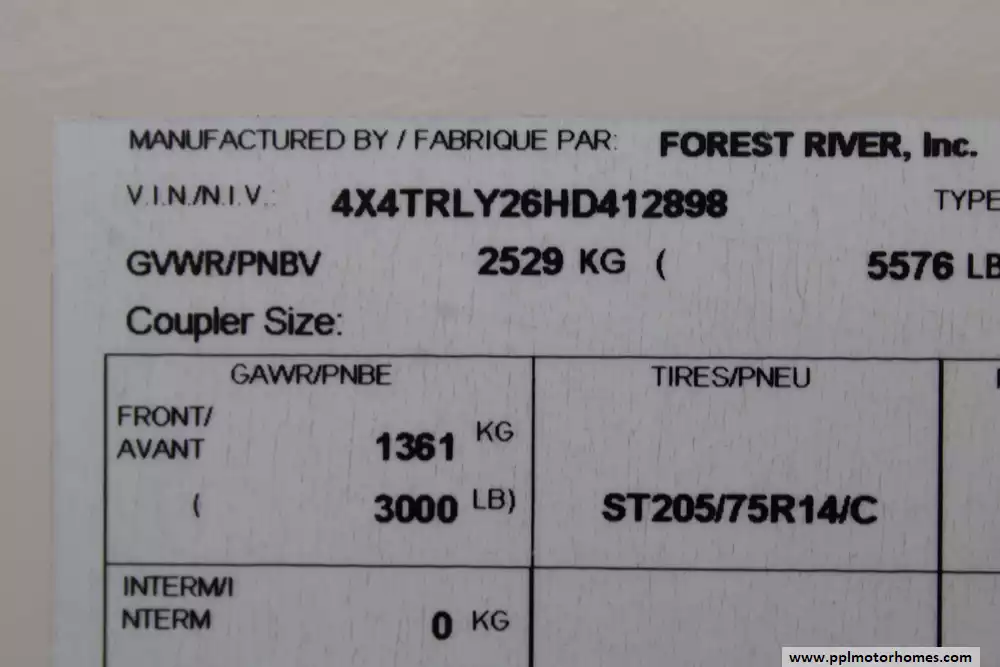 MANUFACTURED BY / FABRIQUE PAR: FOREST RIVER, Inc.
V.I.N./N.I.V.: 4X4TRLY26HD412898 TYPE
GVWR/PNBV 2529 KG ( 5576 LB
Coupler Size:
GAWR/PNBE TIRES/PNEU
FRONT/
AVANT 1361 KG
( 3000 LB) ST205/75R14/C
INTERM/I
NTERM 0 KG
www.pplmotorhomes.com